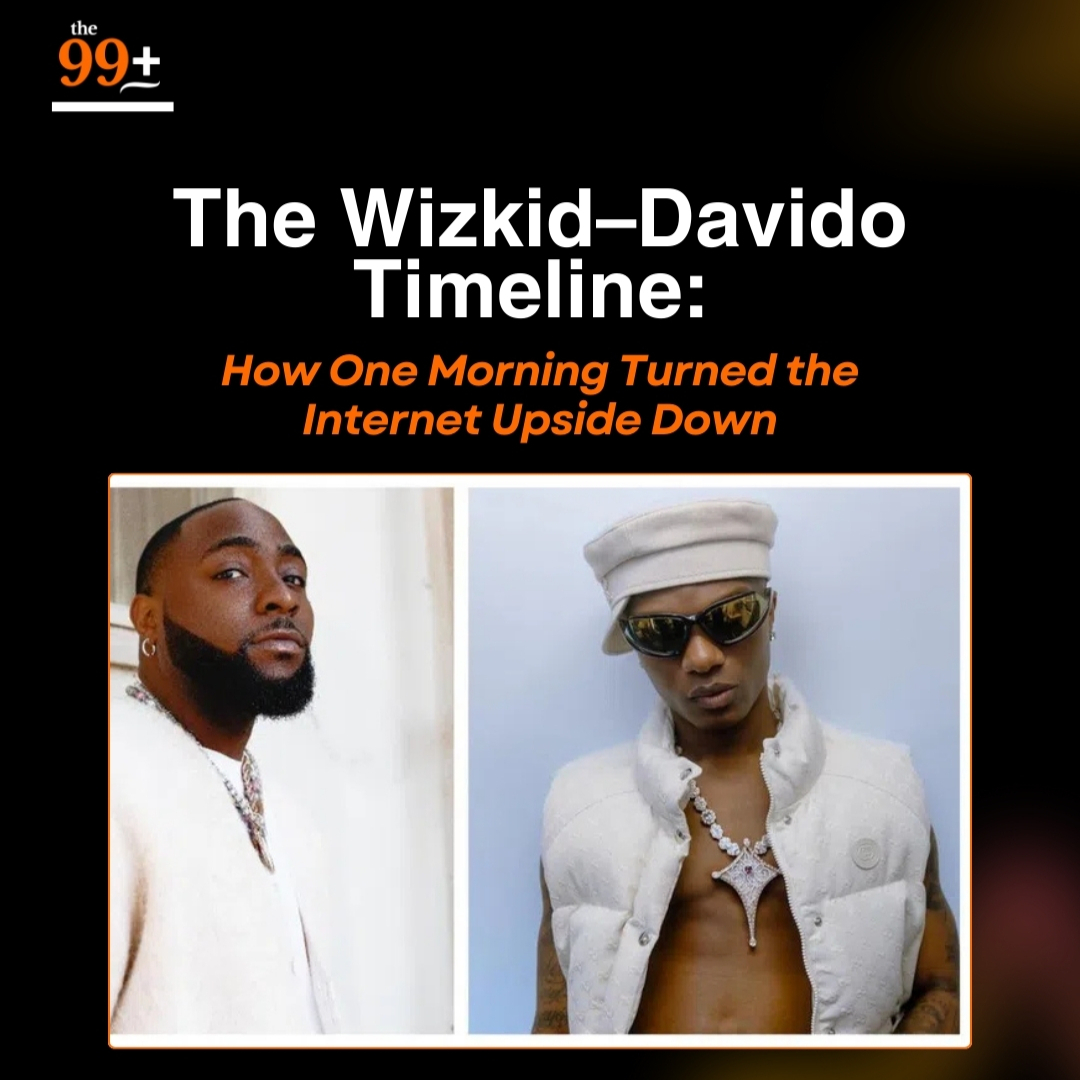 the
99+
The Wizkid–Davido
Timeline:
How One Morning Turned the
Internet Upside Down